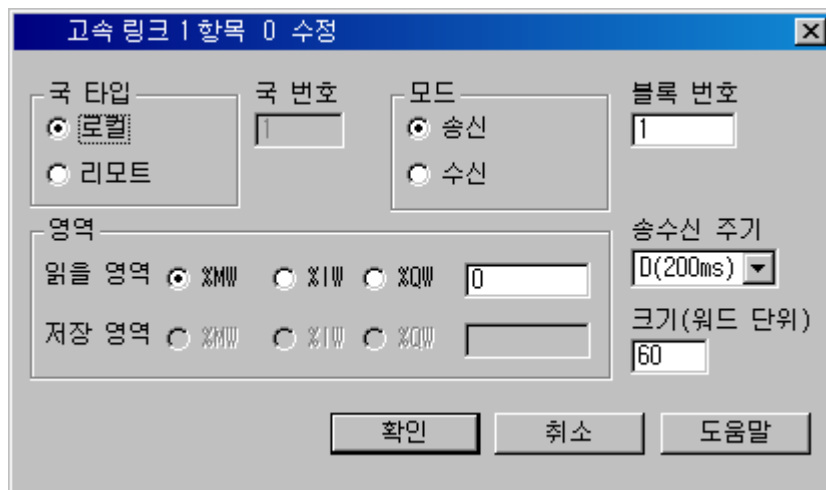 고속 링크 1 항목 0 수정
국 타입
로컬
리모트
국 번호
1
모드
송신
수신
블록 번호
1
영역
읽을 영역 %MW %IW %QW 0
저장 영역 %MW %IW %QW
송수신 주기
D(200ms)
크기(워드 단위)
60
확인 취소 도움말